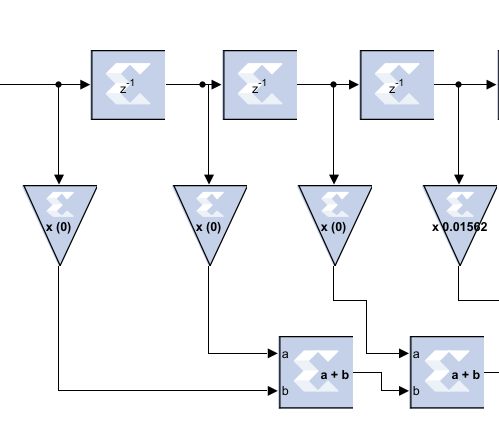 z-1
z-1
z-1
x (0)
x (0)
x (0)
x 0.01562
a
a + b
b
a
a + b
b